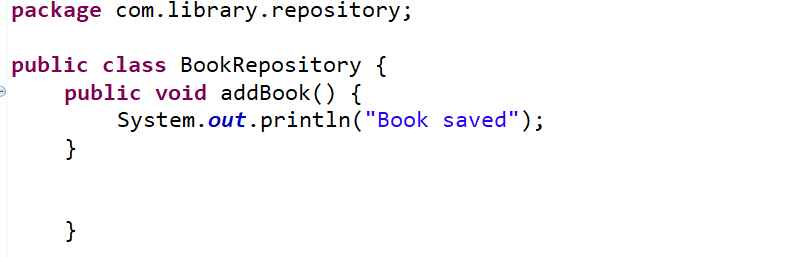 package com.library.repository;
public class BookRepository {
public void addBook() {
System.out.println("Book saved");
}
}